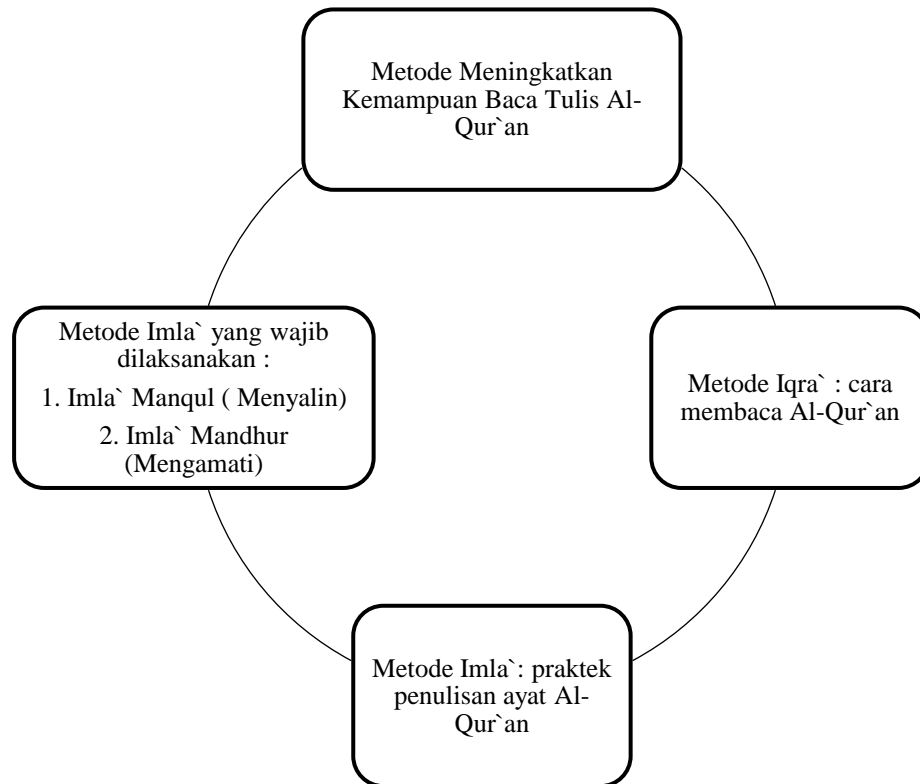 Metode Meningkatkan
Kemampuan Baca Tulis Al-
Qur`an
Metode Iqra` : cara
membaca Al-Qur`an
Metode Imla`: praktek
penulisan ayat Al-
Qur`an
Metode Imla` yang wajib
dilaksanakan :
1. Imla` Manqul ( Menyalin)
2. Imla` Mandhur
(Mengamati)